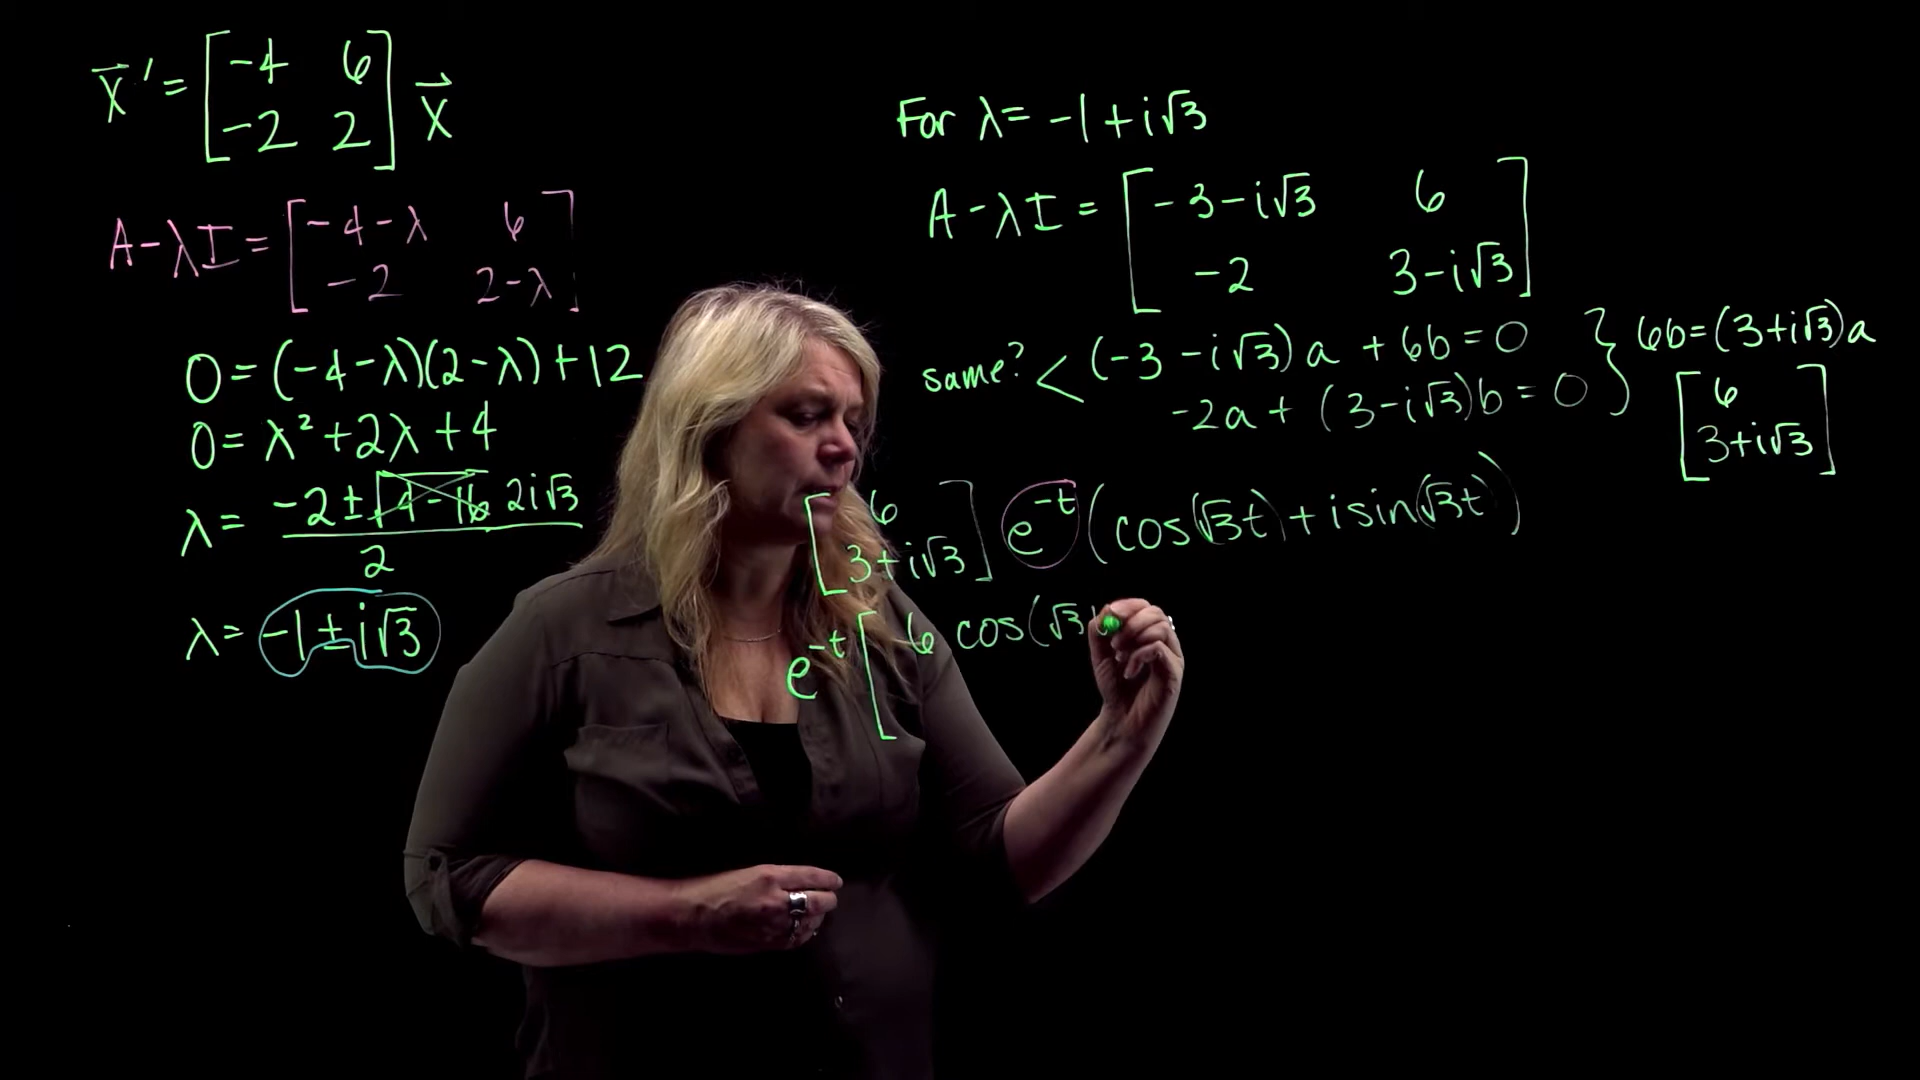 x⃗' = [-4 6
-2 2] x⃗
A-λI = [-4-λ 6
-2 2-λ]
0=(-4-λ)(2-λ)+12
0=λ²+2λ+4
λ= -2±√4-16 2i√3
2
λ= -1±i√3
For λ= -1+i√3
A-λI = [-3-i√3 6
-2 3-i√3]
same? < (-3-i√3)a + 6b=0 } 6b=(3+i√3)a
-2a+(3-i√3)b=0
[6
3+i√3]
[6
3+i√3] e^-t (cos(√3t)+isin(√3t))
e^-t [6 cos(√3